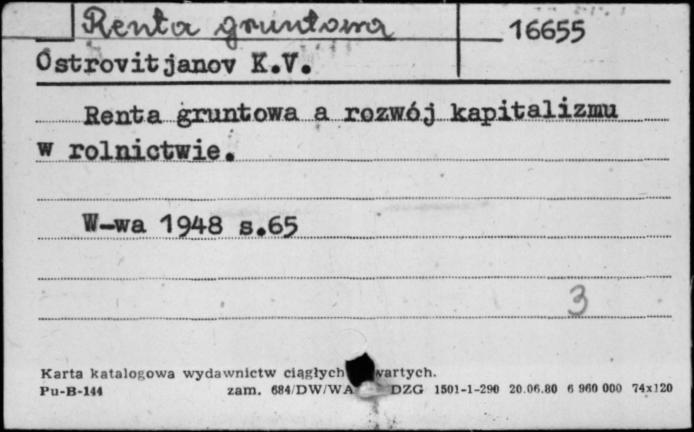 Renta gruntowa
16655
Ostrovitjanov K.V.
Renta gruntowa a rozwój kapitalizmu
w rolnictwie.
W-wa 1948 s.65
3
Karta katalogowa wydawnictw ciągłych wartych.
Pu-B-144 zam. 684/DW/WA DZG 1501-1-290 20.06.80 6 960 000 74x120